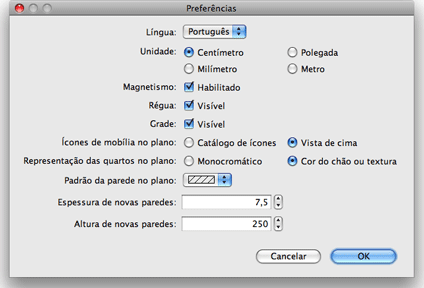 Preferências
Língua: Português
Unidade: Centímetro Polegada
Milímetro Metro
Magnetismo: Habilitado
Régua: Visível
Grade: Visível
Ícones de mobília no plano: Catálogo de ícones Vista de cima
Representação das quartos no plano: Monocromático Cor do chão ou textura
Padrão da parede no plano:
Espessura de novas paredes: 7,5
Altura de novas paredes: 250
Cancelar OK